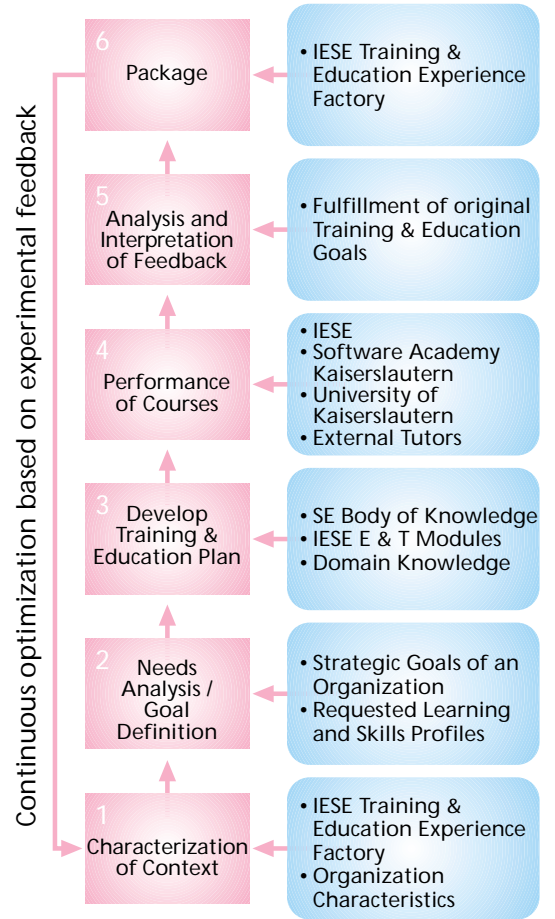 Continuous optimization based on experimental feedback
6
Package
• IESE Training &
Education Experience
Factory
5
Analysis and
Interpretation
of Feedback
• Fulfillment of original
Training & Education
Goals
4
Performance
of Courses
• IESE
• Software Academy
Kaiserslautern
• University of
Kaiserslautern
• External Tutors
3
Develop
Training &
Education Plan
• SE Body of Knowledge
• IESE E & T Modules
• Domain Knowledge
2
Needs
Analysis /
Goal
Definition
• Strategic Goals of an
Organization
• Requested Learning
and Skills Profiles
1
Characterization
of Context
• IESE Training &
Education Experience
Factory
• Organization
Characteristics